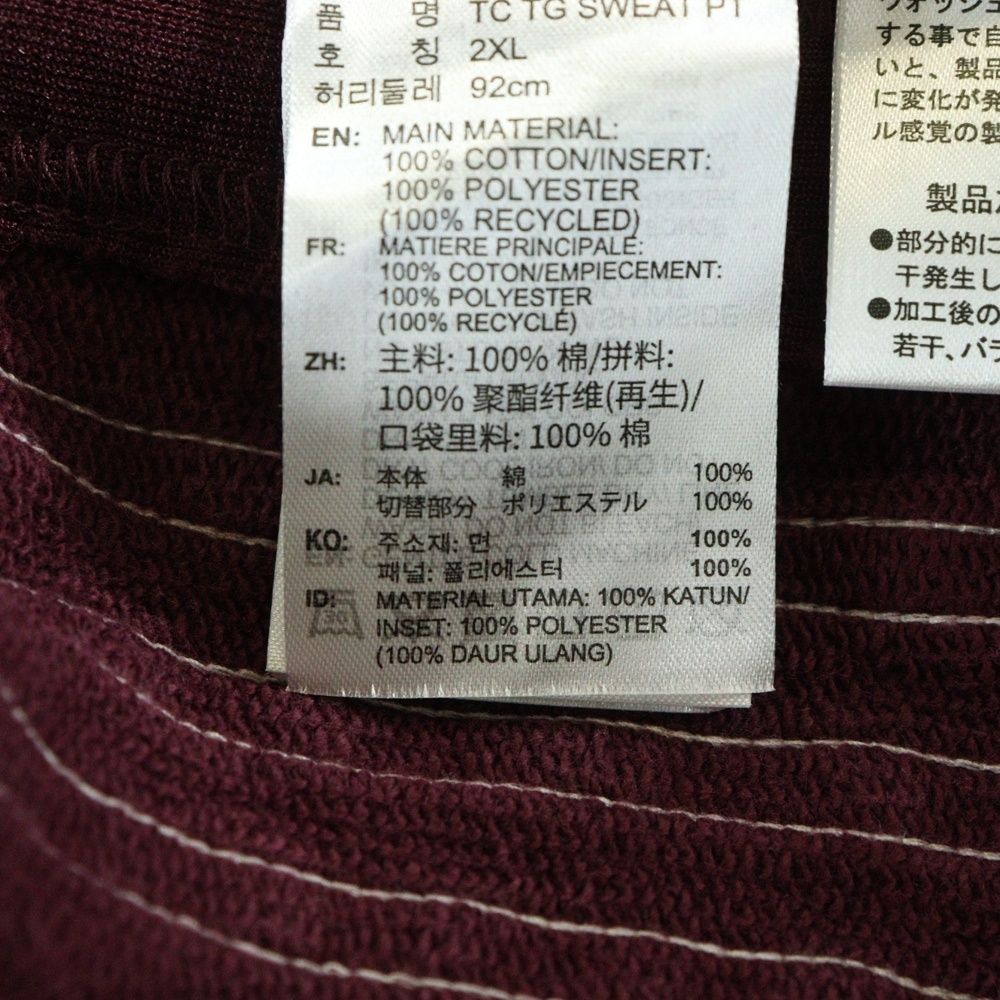 품 명 TC TG SWEAT PT
호 칭 2XL
허리둘레 92cm
EN: MAIN MATERIAL:
100% COTTON/INSERT:
100% POLYESTER
(100% RECYCLED)
FR: MATIERE PRINCIPALE:
100% COTON/EMPIECEMENT:
100% POLYESTER
(100% RECYCLÉ)
ZH: 主料: 100% 棉/拼料:
100% 聚酯纤维(再生)/
口袋里料: 100% 棉
JA: 本体 綿 100%
切替部分 ポリエステル 100%
KO: 주소재: 면 100%
패널: 폴리에스터 100%
ID: MATERIAL UTAMA: 100% KATUN/
INSET: 100% POLYESTER
(100% DAUR ULANG)
ウォッシュ
する事で自
いと、製品
に変化が発
ル感覚の製
製品
●部分的に
干発生し
●加工後の
若干、バラ